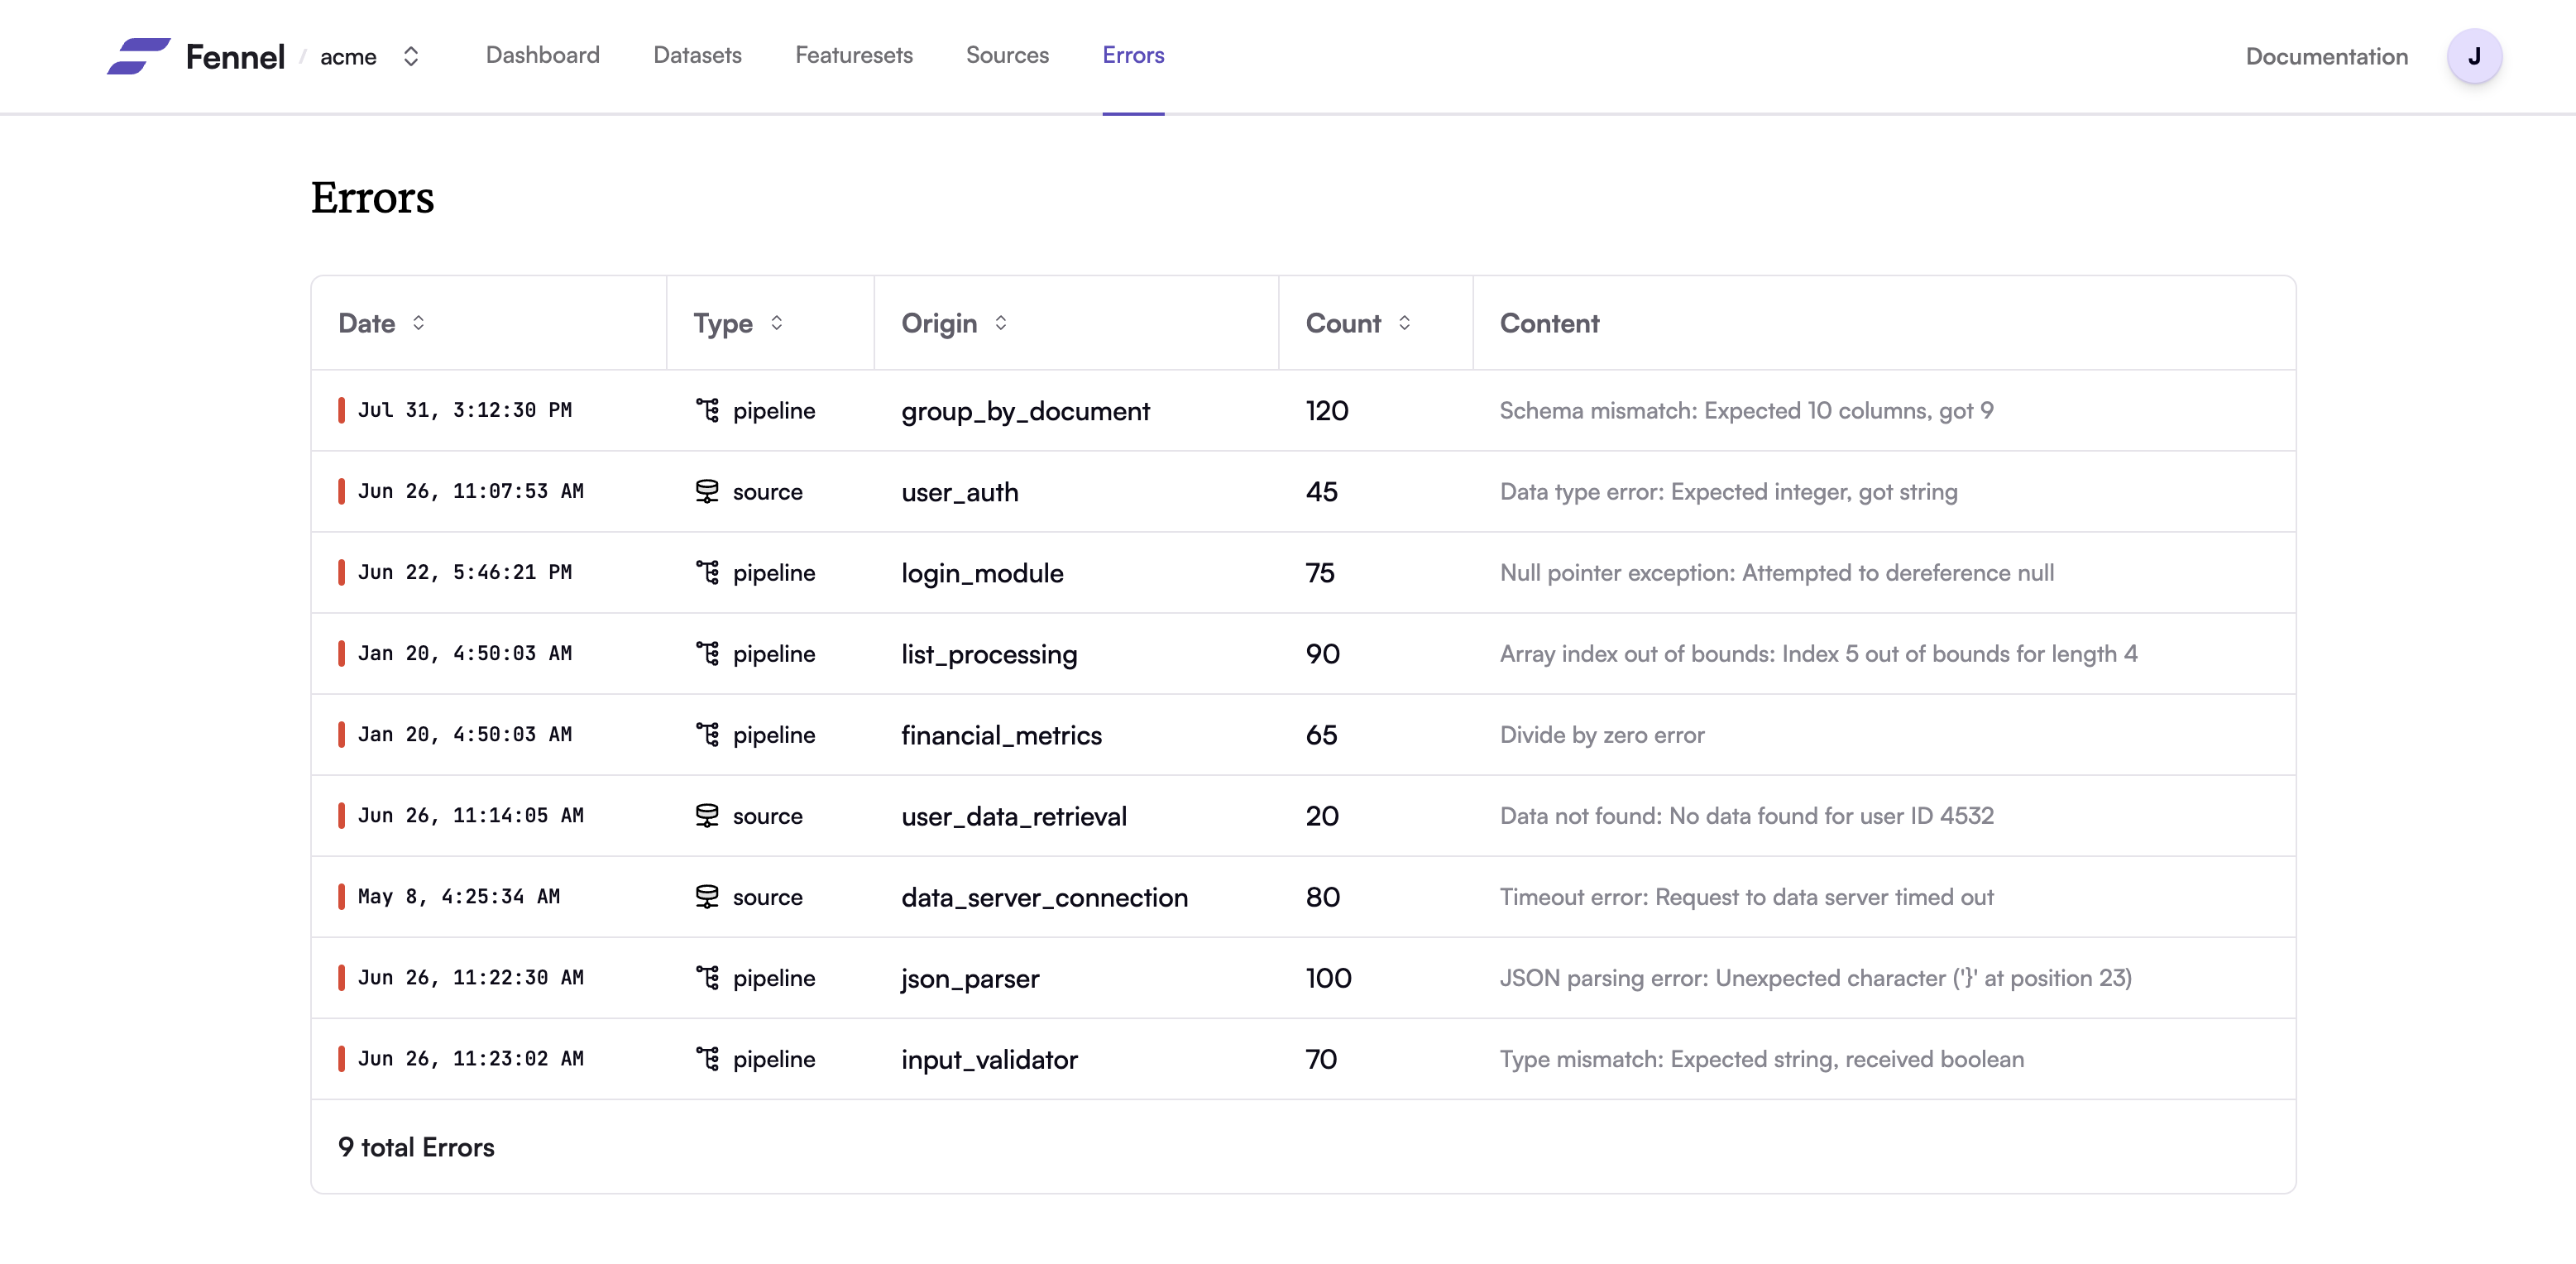 Fennel / acme Dashboard Datasets Featuresets Sources Errors Documentation J
Errors
Date Type Origin Count Content
Jul 31, 3:12:30 PM pipeline group_by_document 120 Schema mismatch: Expected 10 columns, got 9
Jun 26, 11:07:53 AM source user_auth 45 Data type error: Expected integer, got string
Jun 22, 5:46:21 PM pipeline login_module 75 Null pointer exception: Attempted to dereference null
Jan 20, 4:50:03 AM pipeline list_processing 90 Array index out of bounds: Index 5 out of bounds for length 4
Jan 20, 4:50:03 AM pipeline financial_metrics 65 Divide by zero error
Jun 26, 11:14:05 AM source user_data_retrieval 20 Data not found: No data found for user ID 4532
May 8, 4:25:34 AM source data_server_connection 80 Timeout error: Request to data server timed out
Jun 26, 11:22:30 AM pipeline json_parser 100 JSON parsing error: Unexpected character ('}' at position 23)
Jun 26, 11:23:02 AM pipeline input_validator 70 Type mismatch: Expected string, received boolean
9 total Errors